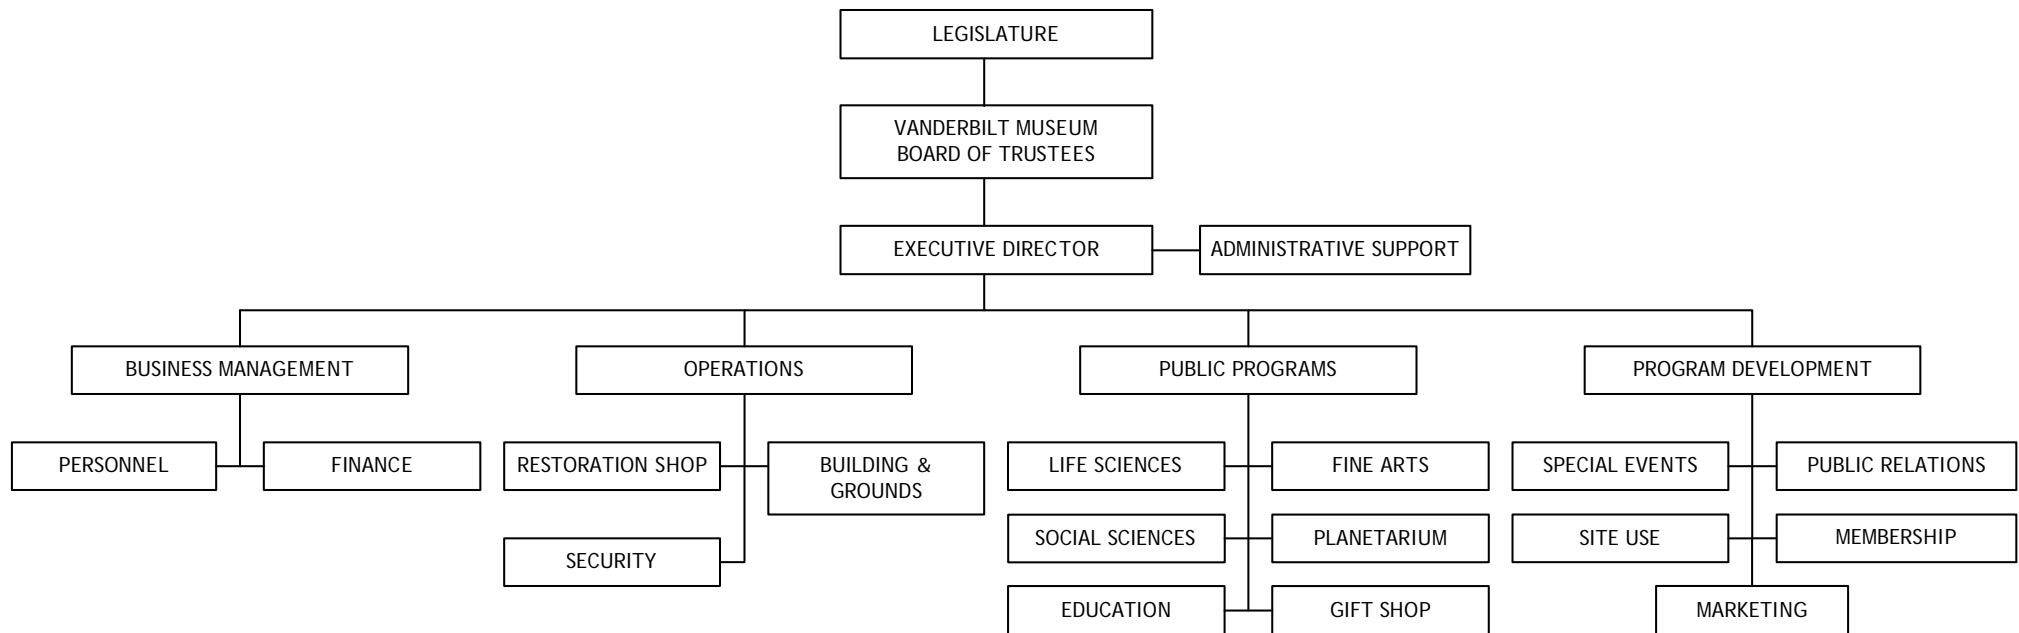 LEGISLATURE
VANDERBILT MUSEUM
BOARD OF TRUSTEES
EXECUTIVE DIRECTOR
ADMINISTRATIVE SUPPORT
BUSINESS MANAGEMENT
OPERATIONS
PUBLIC PROGRAMS
PROGRAM DEVELOPMENT
PERSONNEL
FINANCE
RESTORATION SHOP
BUILDING &
GROUNDS
SECURITY
LIFE SCIENCES
FINE ARTS
SOCIAL SCIENCES
PLANETARIUM
EDUCATION
GIFT SHOP
SPECIAL EVENTS
PUBLIC RELATIONS
SITE USE
MEMBERSHIP
MARKETING